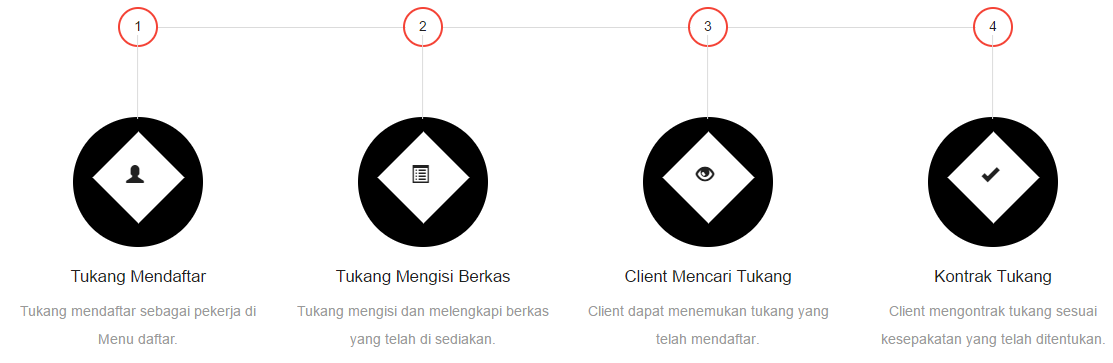 1
2
3
4
Tukang Mendaftar
Tukang mendaftar sebagai pekerja di
Menu daftar.
Tukang Mengisi Berkas
Tukang mengisi dan melengkapi berkas
yang telah di sediakan.
Client Mencari Tukang
Client dapat menemukan tukang yang
telah mendaftar.
Kontrak Tukang
Client mengontrak tukang sesuai
kesepakatan yang telah ditentukan.